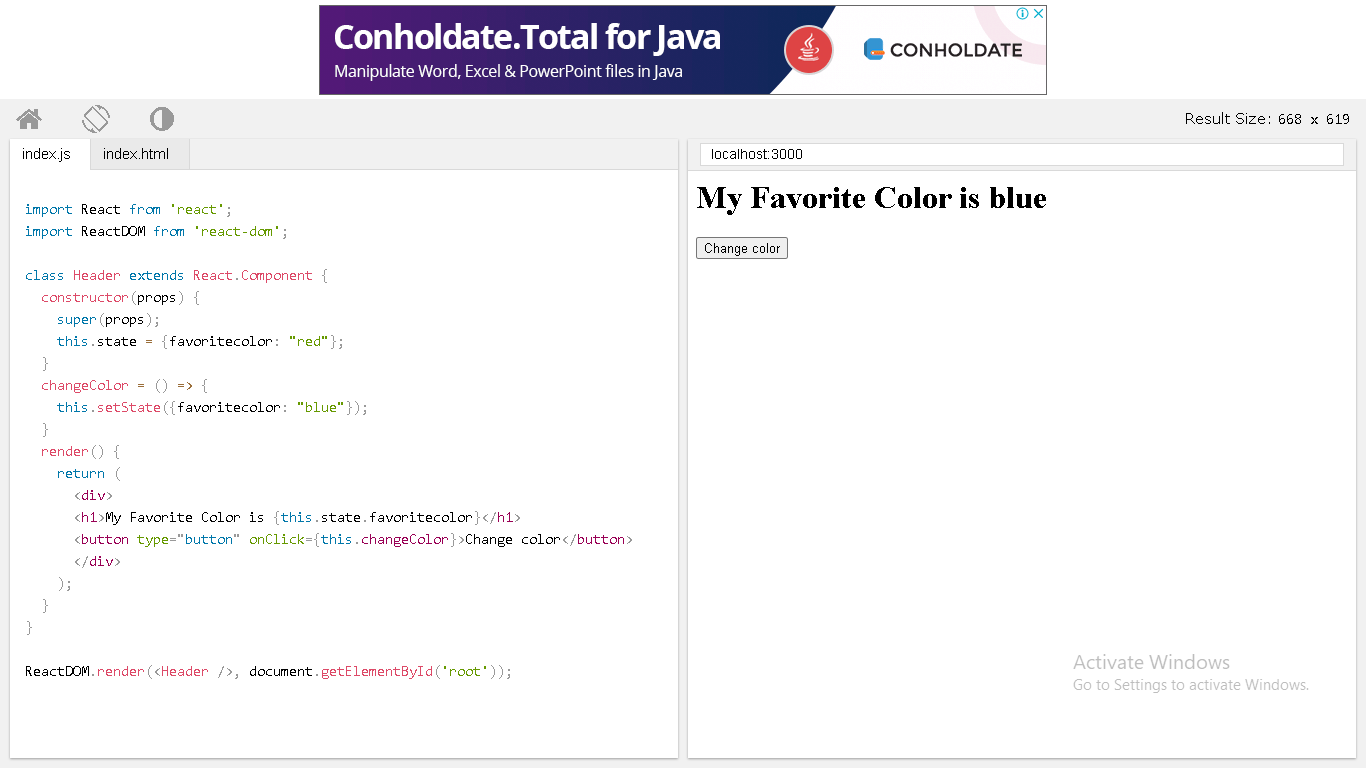 Conholdate.Total for Java
Manipulate Word, Excel & PowerPoint files in Java
CONHOLDATE
Result Size: 668 x 619
index.js
index.html
import React from 'react';
import ReactDOM from 'react-dom';
class Header extends React.Component {
constructor(props) {
super(props);
this.state = {favoritecolor: "red"};
}
changeColor = () => {
this.setState({favoritecolor: "blue"});
}
render() {
return (
<div>
<h1>My Favorite Color is {this.state.favoritecolor}</h1>
<button type="button" onClick={this.changeColor}>Change color</button>
</div>
);
}
}
ReactDOM.render(<Header />, document.getElementById('root'));
localhost:3000
My Favorite Color is blue
Change color
Activate Windows
Go to Settings to activate Windows.